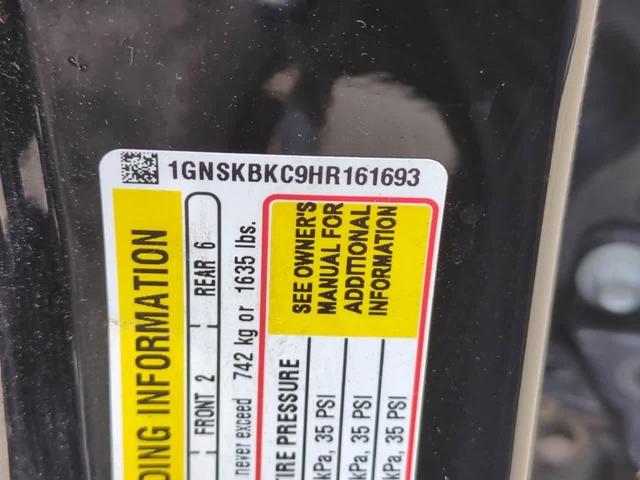 1GNSKBKC9HR161693
DING INFORMATION
FRONT 2 REAR 6
never exceed 742 kg or 1635 lbs.
SEE OWNER'S
MANUAL FOR
ADDITIONAL
INFORMATION
TIRE PRESSURE
kPa, 35 PSI
kPa, 35 PSI
kPa, 35 PSI